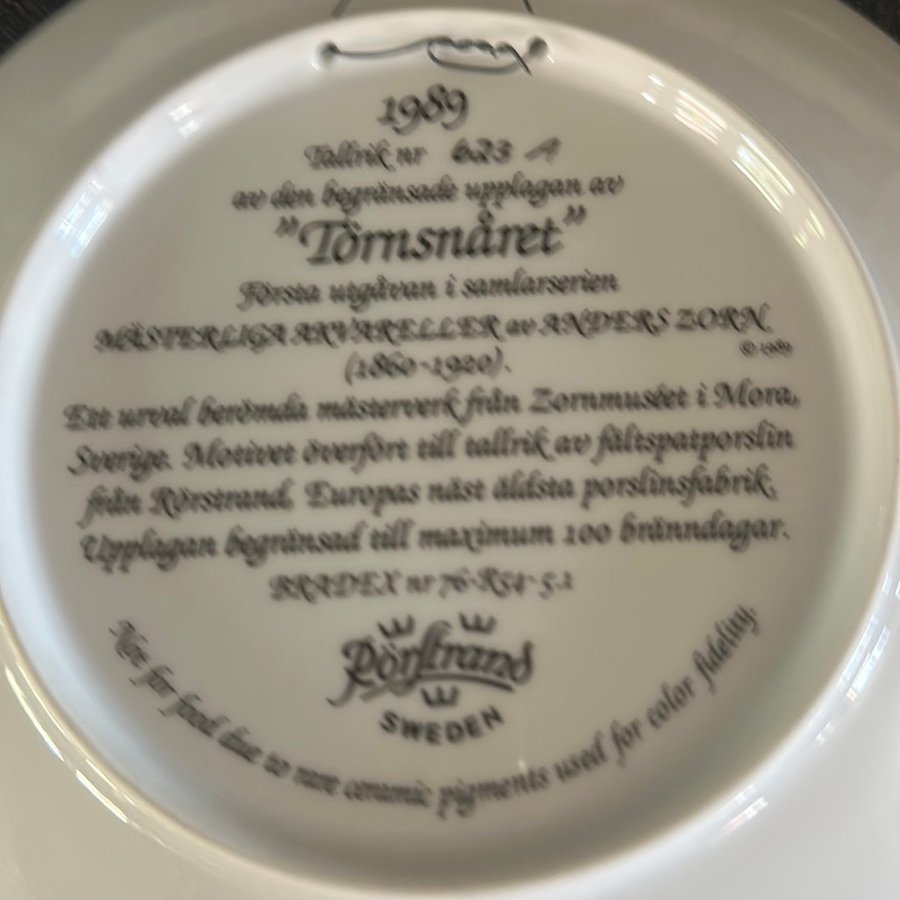 1989
Tallrik nr 623 A
av den begränsade upplagan av
"Törnsnåret"
Första utgåvan i samlarserien
MÄSTERLIGA AKVARELLER av ANDERS ZORN
© 1989
(1860-1920).
Ett urval berömda mästerverk från Zornmuséet i Mora,
Sverige. Motivet överfört till tallrik av fältspatporslin
från Rörstrand, Europas näst äldsta porslinsfabrik.
Upplagan begränsad till maximum 100 bränndagar.
BRADEX nr 76-R54-5.1
Rörstrand
SWEDEN
Not for food due to rare ceramic pigments used for color fidelity.